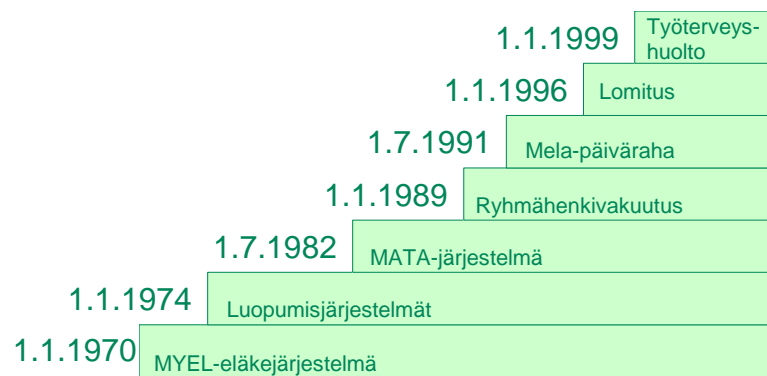 1.1.1999
Työterveys-
huolto
1.1.1996
Lomitus
1.7.1991
Mela-päiväraha
1.1.1989
Ryhmähenkivakuutus
1.7.1982
MATA-järjestelmä
1.1.1974
Luopumisjärjestelmät
1.1.1970
MYEL-eläkejärjestelmä